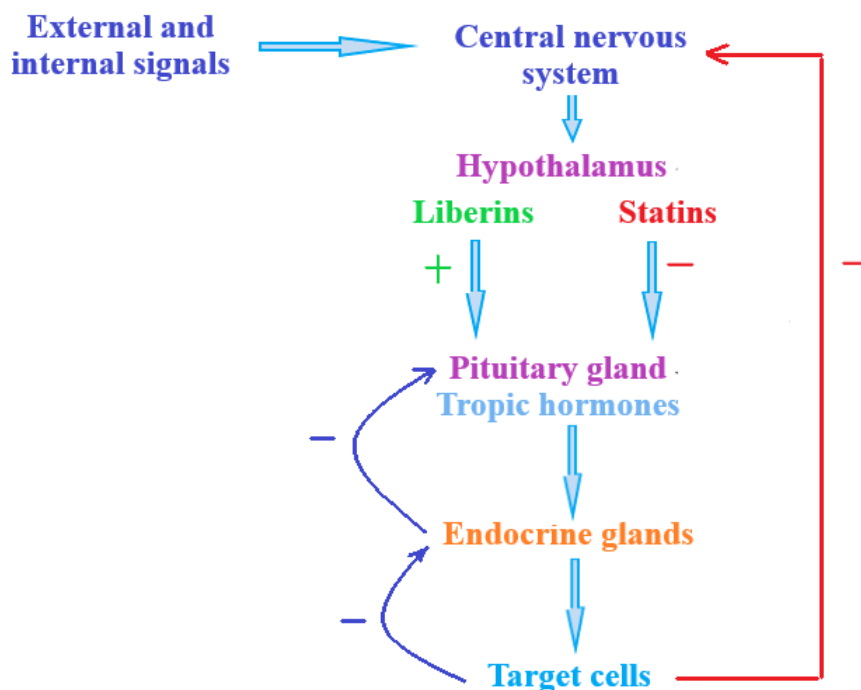 External and
internal signals
Central nervous
system
Hypothalamus
Liberins
Statins
+
−
−
Pituitary gland
Tropic hormones
−
Endocrine glands
−
Target cells